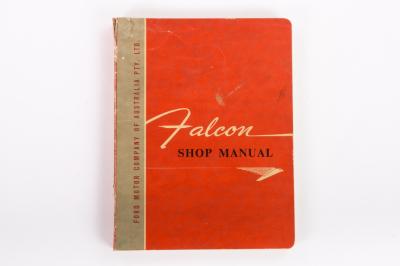 FORD MOTOR COMPANY OF AUSTRALIA PTY. LTD.
Falcon
SHOP MANUAL